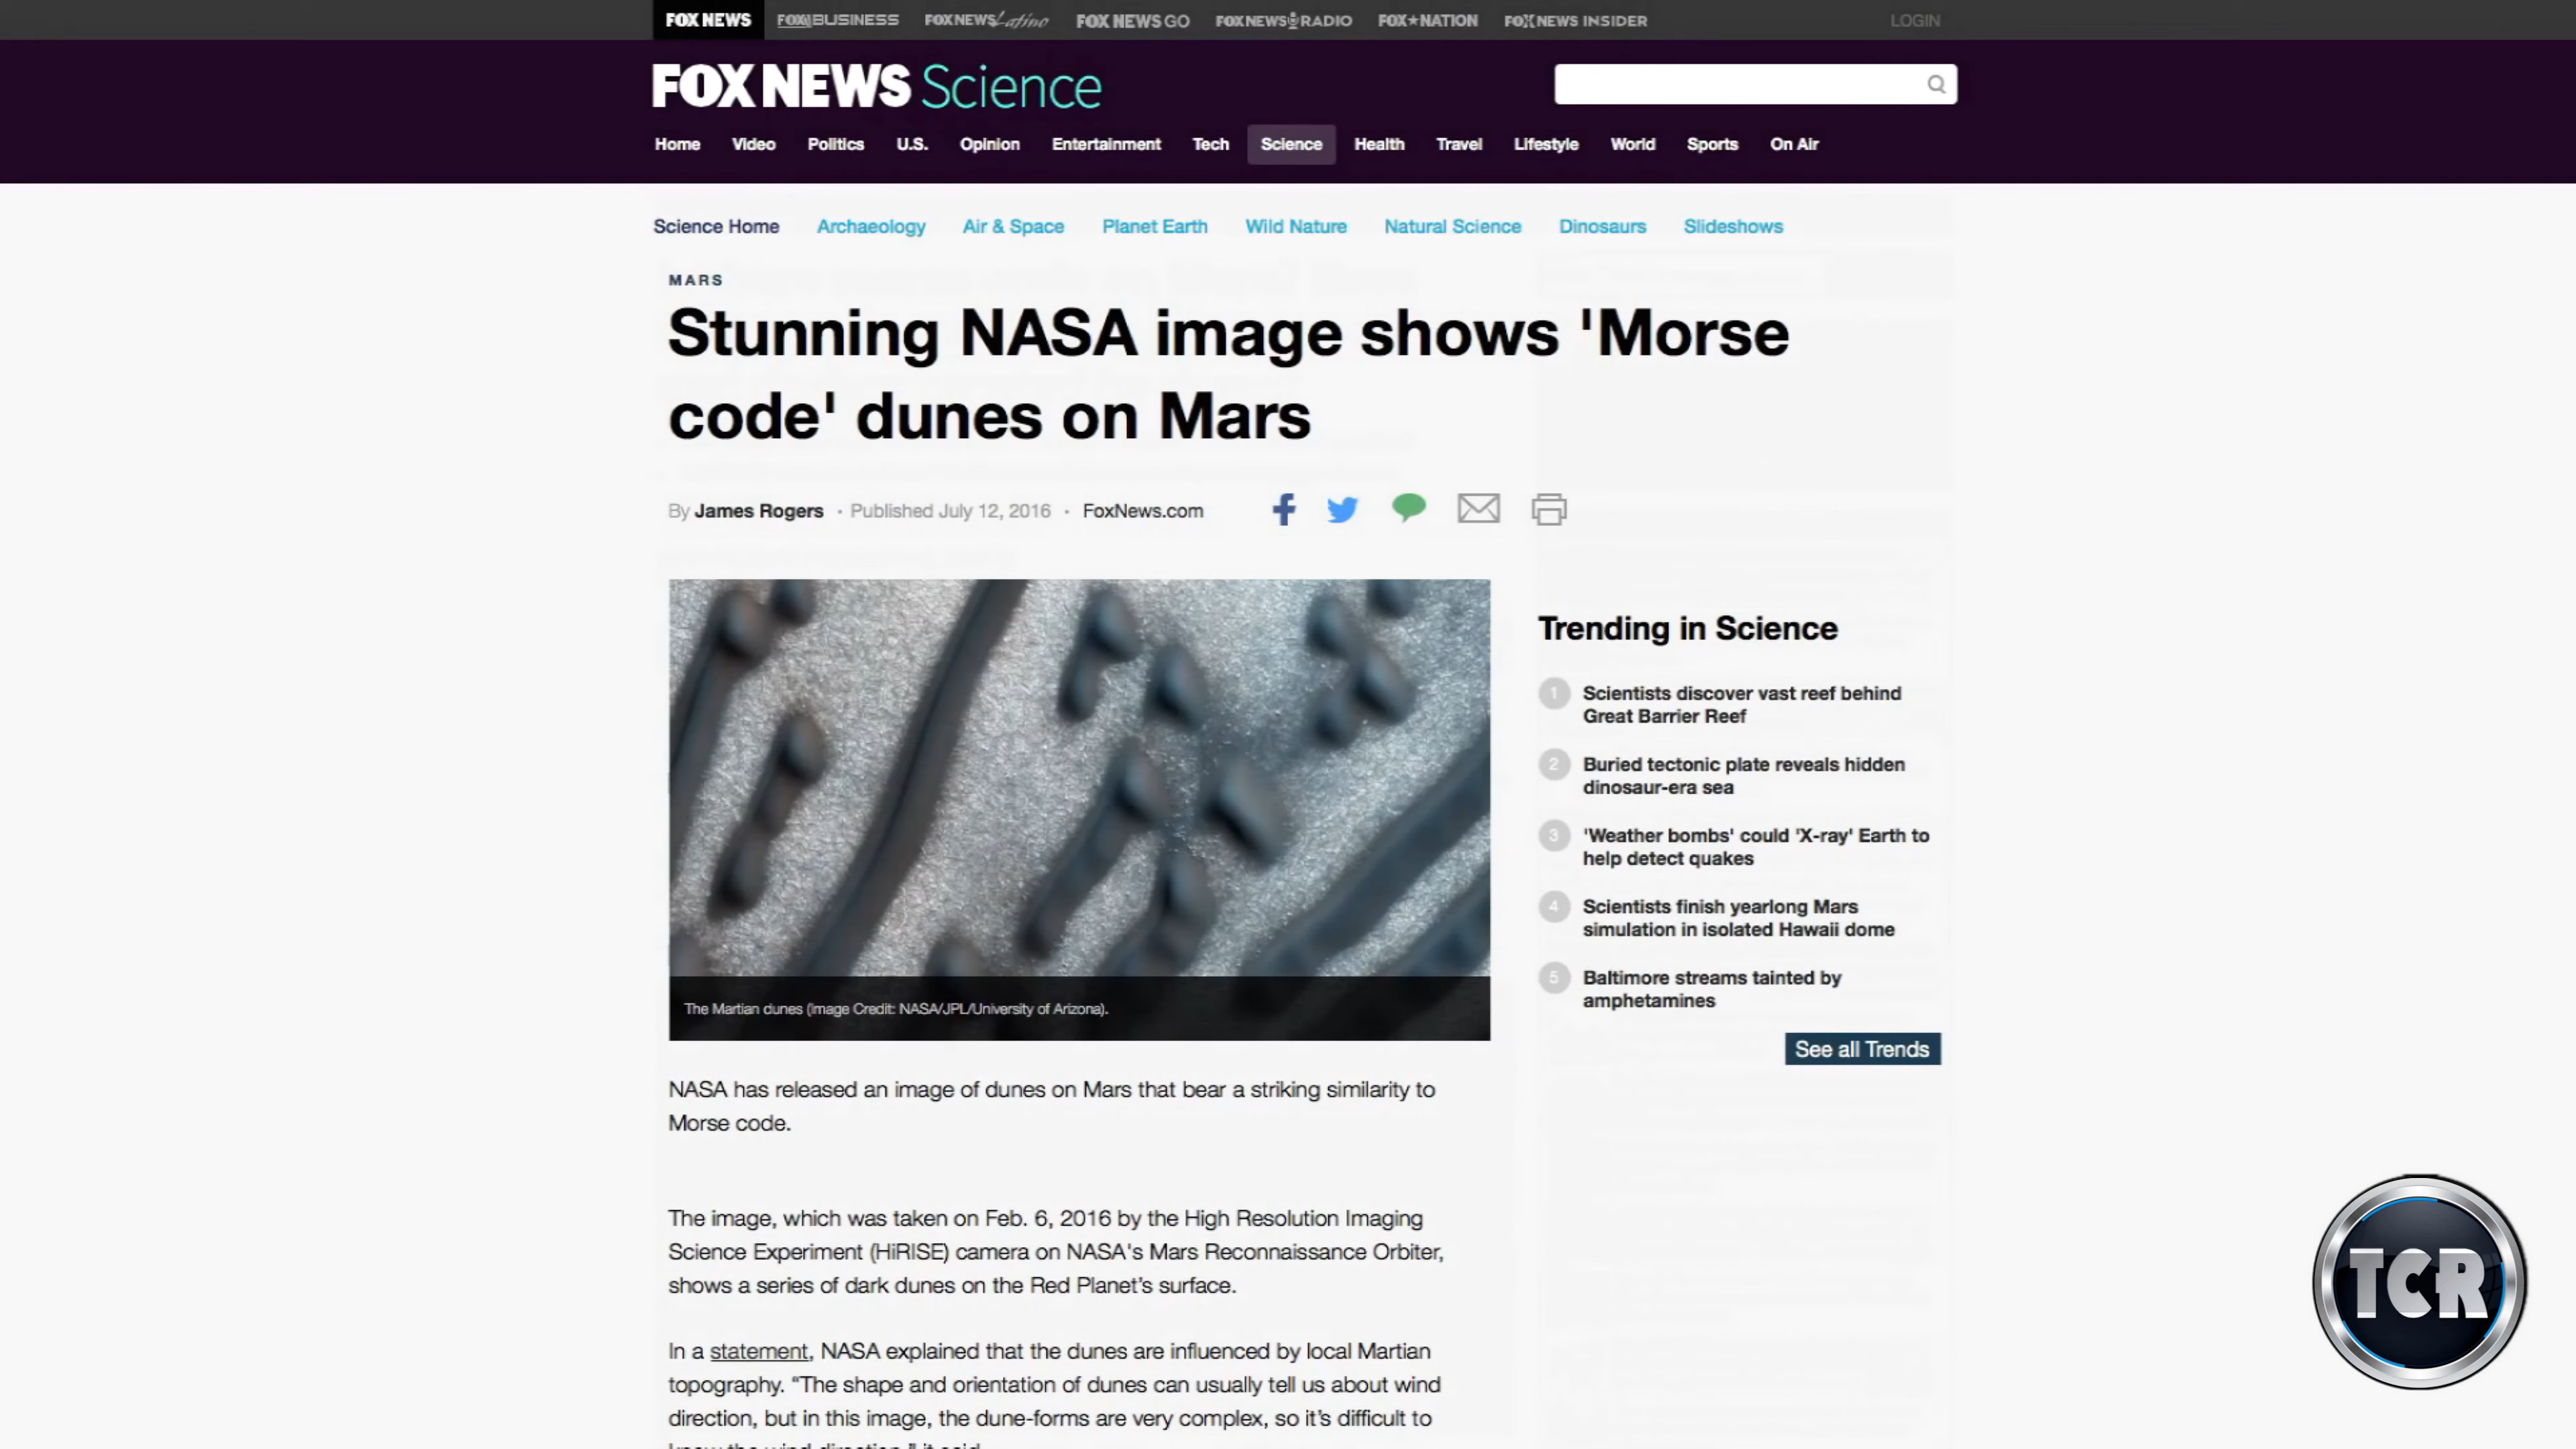 FOX NEWS FOX BUSINESS FOX NEWS Latino FOX NEWS GO FOX NEWS RADIO FOX NATION FOX NEWS INSIDER LOGIN
FOX NEWS Science
Home Video Politics U.S. Opinion Entertainment Tech Science Health Travel Lifestyle World Sports On Air
Science Home Archaeology Air & Space Planet Earth Wild Nature Natural Science Dinosaurs Slideshows
MARS
Stunning NASA image shows 'Morse
code' dunes on Mars
By James Rogers · Published July 12, 2016 · FoxNews.com
The Martian dunes (Image Credit: NASA/JPL/University of Arizona).
NASA has released an image of dunes on Mars that bear a striking similarity to
Morse code.
The image, which was taken on Feb. 6, 2016 by the High Resolution Imaging
Science Experiment (HiRISE) camera on NASA's Mars Reconnaissance Orbiter,
shows a series of dark dunes on the Red Planet's surface.
In a statement, NASA explained that the dunes are influenced by local Martian
topography. “The shape and orientation of dunes can usually tell us about wind
direction, but in this image, the dune-forms are very complex, so it's difficult to
Trending in Science
1 Scientists discover vast reef behind
Great Barrier Reef
2 Buried tectonic plate reveals hidden
dinosaur-era sea
3 'Weather bombs' could 'X-ray' Earth to
help detect quakes
4 Scientists finish yearlong Mars
simulation in isolated Hawaii dome
5 Baltimore streams tainted by
amphetamines
See all Trends
TCR